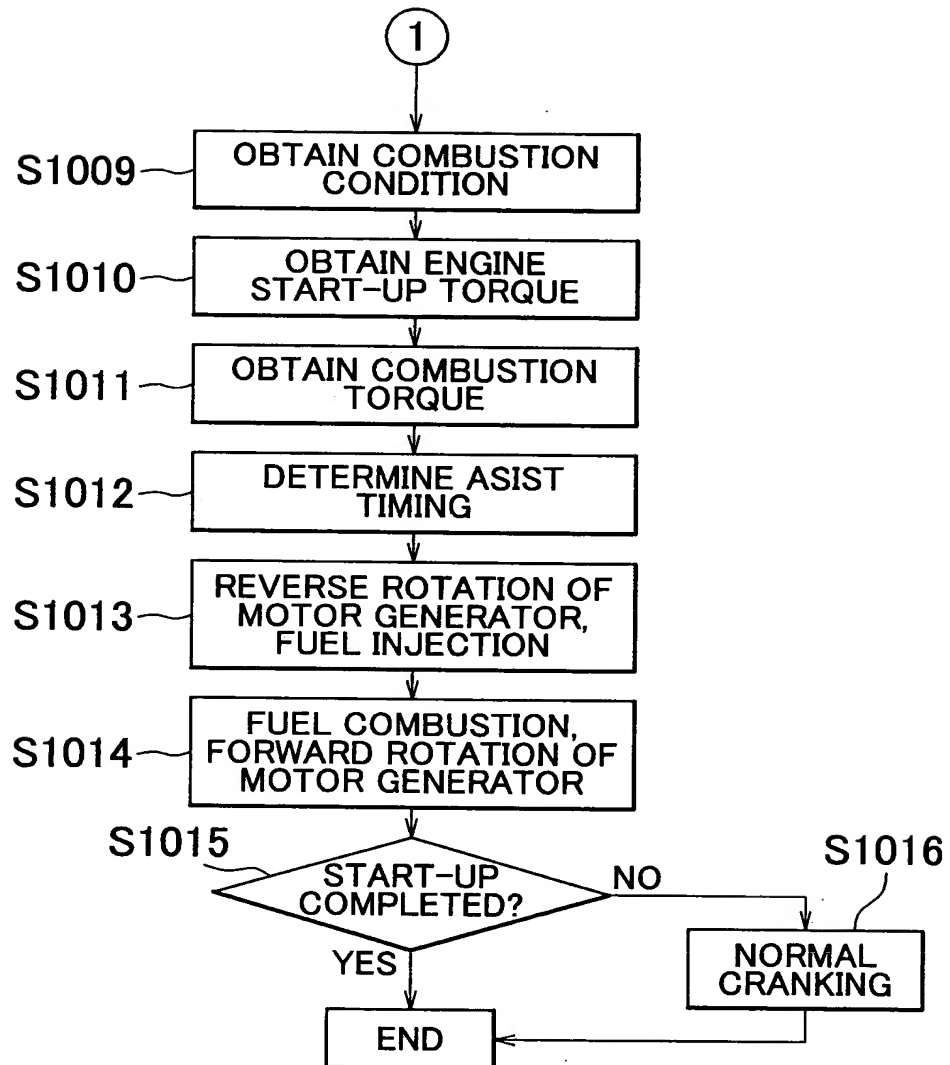 1
S1009
OBTAIN COMBUSTION
CONDITION
S1010
OBTAIN ENGINE
START-UP TORQUE
S1011
OBTAIN COMBUSTION
TORQUE
S1012
DETERMINE ASIST
TIMING
S1013
REVERSE ROTATION OF
MOTOR GENERATOR,
FUEL INJECTION
S1014
FUEL COMBUSTION,
FORWARD ROTATION OF
MOTOR GENERATOR
S1015
START-UP
COMPLETED?
NO
S1016
NORMAL
CRANKING
YES
END